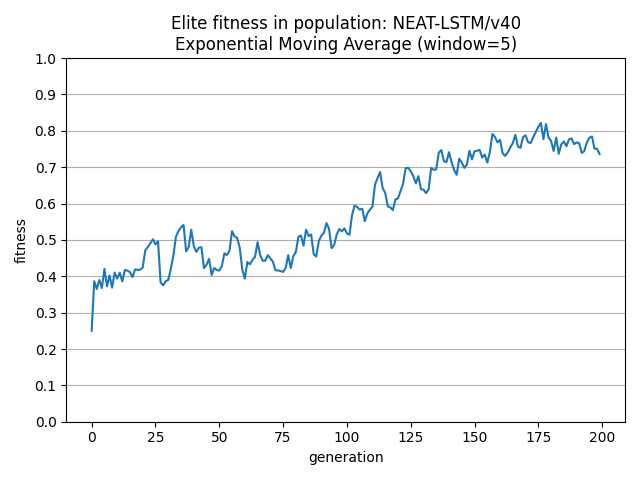 Elite fitness in population: NEAT-LSTM/v40
Exponential Moving Average (window=5)
1.0
0.9
0.8
0.7
0.6
0.5
0.4
0.3
0.2
0.1
0.0
fitness
0 25 50 75 100 125 150 175 200
generation